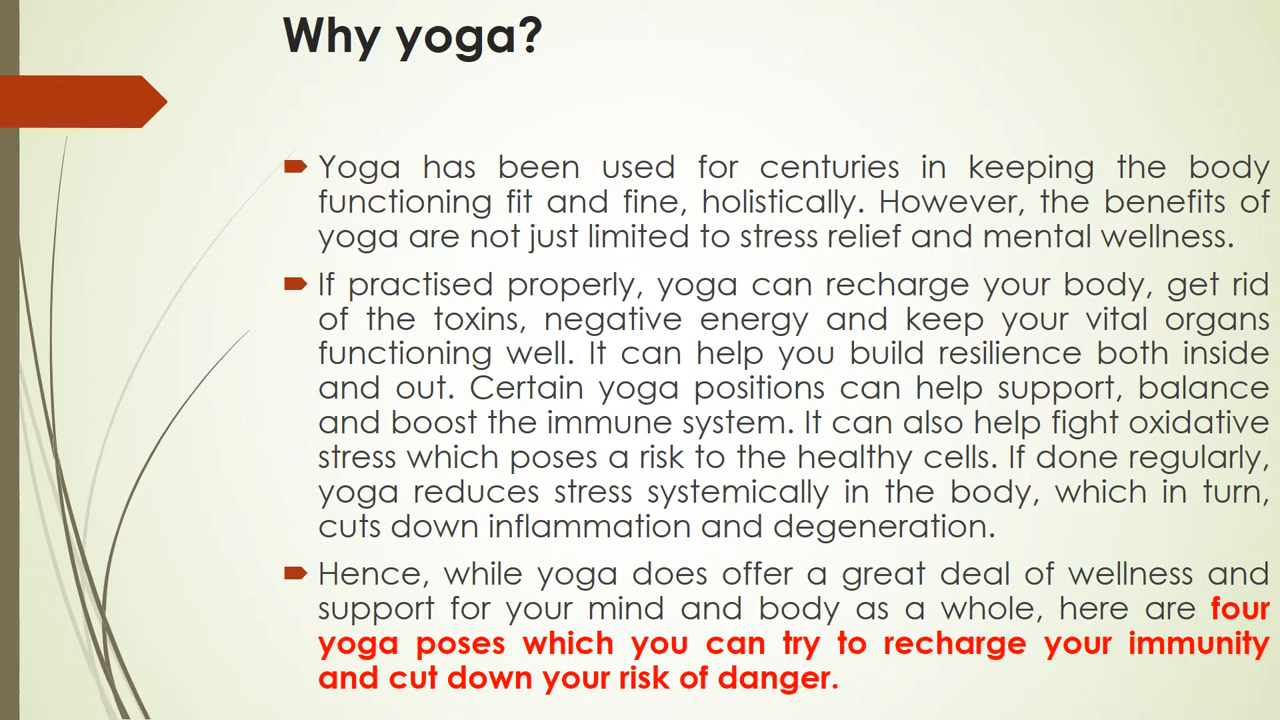 Why yoga?
Yoga has been used for centuries in keeping the body
functioning fit and fine, holistically. However, the benefits of
yoga are not just limited to stress relief and mental wellness.
If practised properly, yoga can recharge your body, get rid
of the toxins, negative energy and keep your vital organs
functioning well. It can help you build resilience both inside
and out. Certain yoga positions can help support, balance
and boost the immune system. It can also help fight oxidative
stress which poses a risk to the healthy cells. If done regularly,
yoga reduces stress systemically in the body, which in turn,
cuts down inflammation and degeneration.
Hence, while yoga does offer a great deal of wellness and
support for your mind and body as a whole, here are four
yoga poses which you can try to recharge your immunity
and cut down your risk of danger.